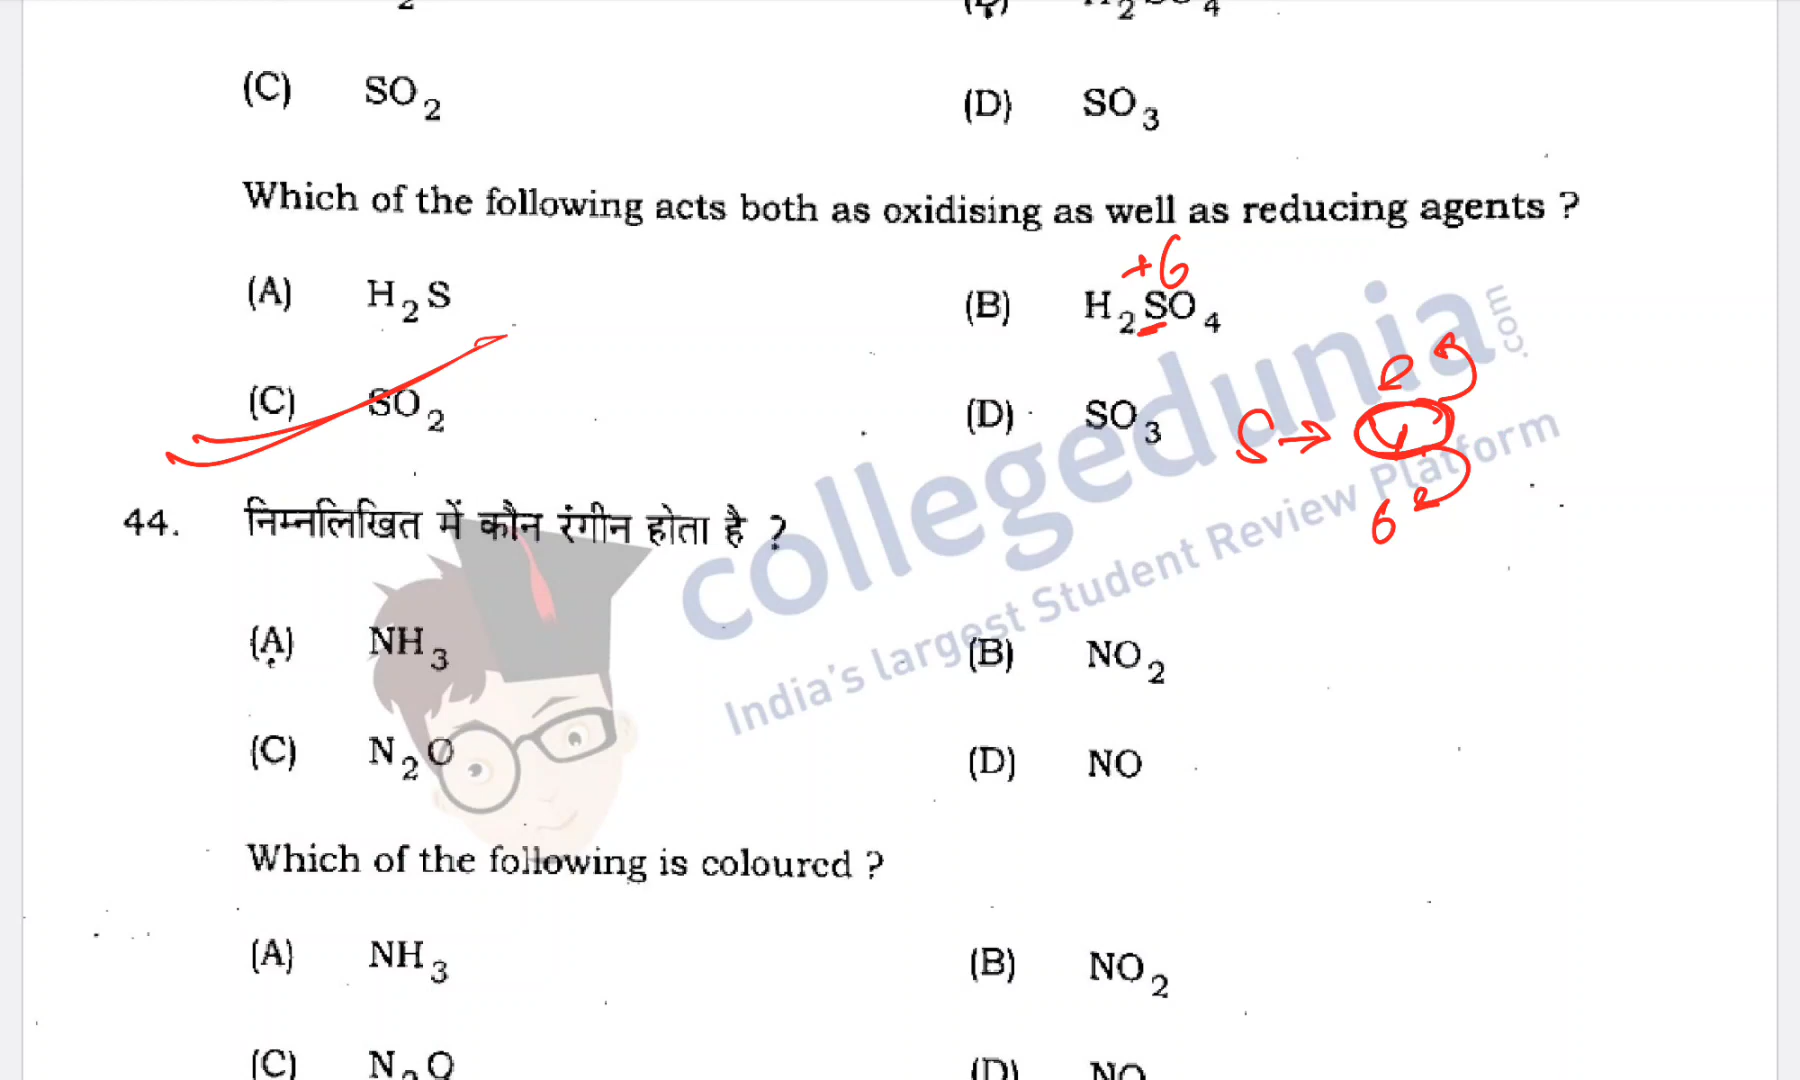 (C) SO2 (D) SO3
Which of the following acts both as oxidising as well as reducing agents ?
+6
(A) H2S (B) H2SO4
(C) SO2 (D) SO3
S →
6
44. निम्नलिखित में कौन रंगीन होता है ?
(A) NH3 (B) NO2
(C) N2O (D) NO
Which of the following is coloured ?
(A) NH3 (B) NO2
(C) N2O (D) NO
collegedunia.com
India's largest Student Review Platform